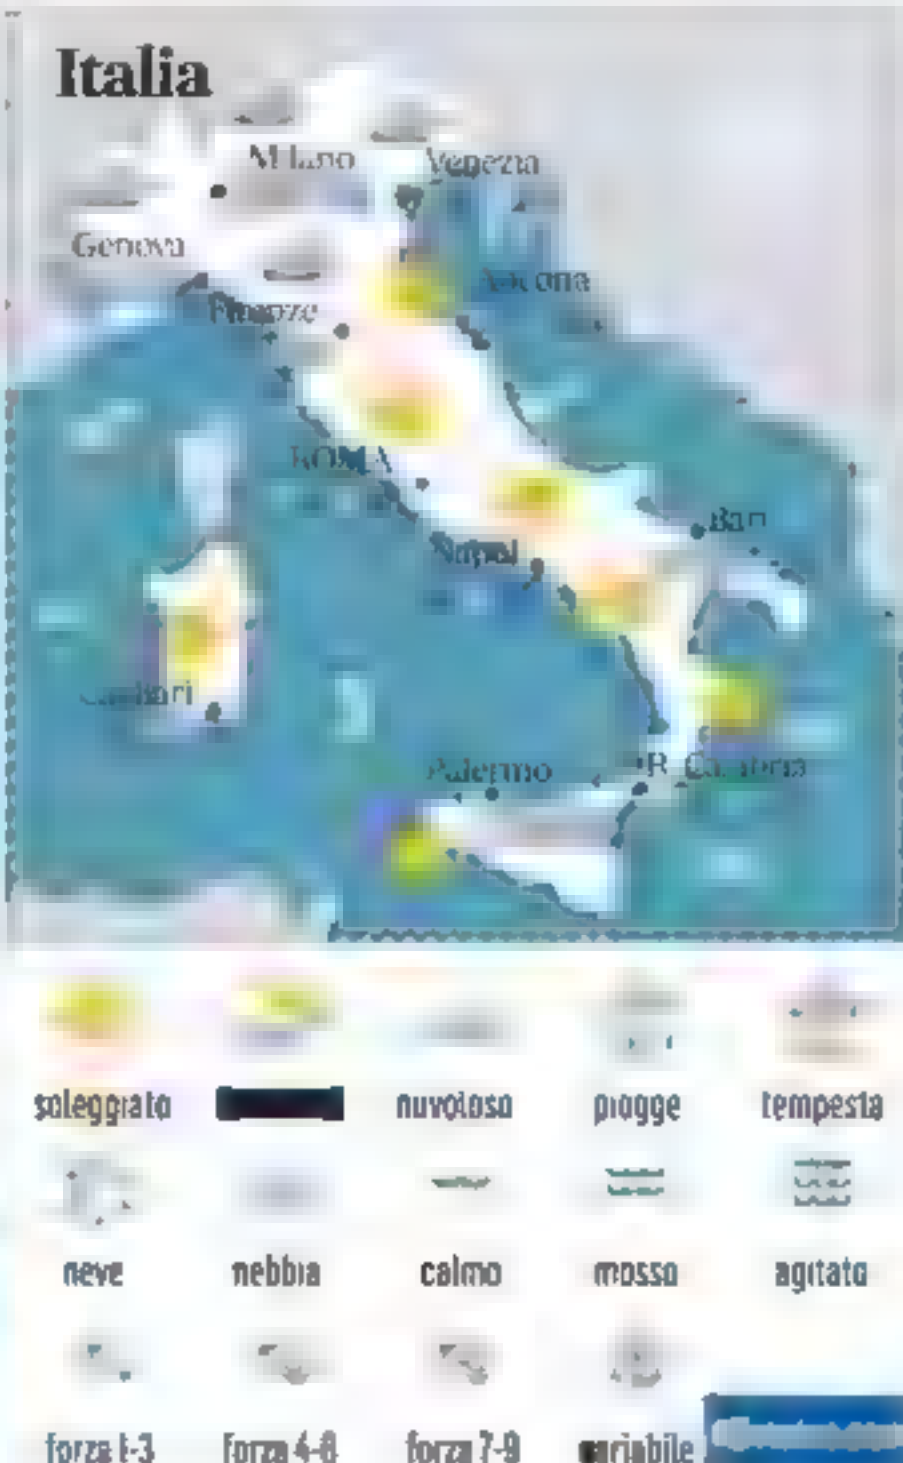 Italia
Milano Venezia
Genova
Ancona
Firenze
ROMA
Bari
Napoli
Cagliari
Palermo R. Calabria
soleggiato nuvoloso piogge tempesta
neve nebbia calmo mosso agitato
forza 1-3 forza 4-6 forza 7-9 variabile